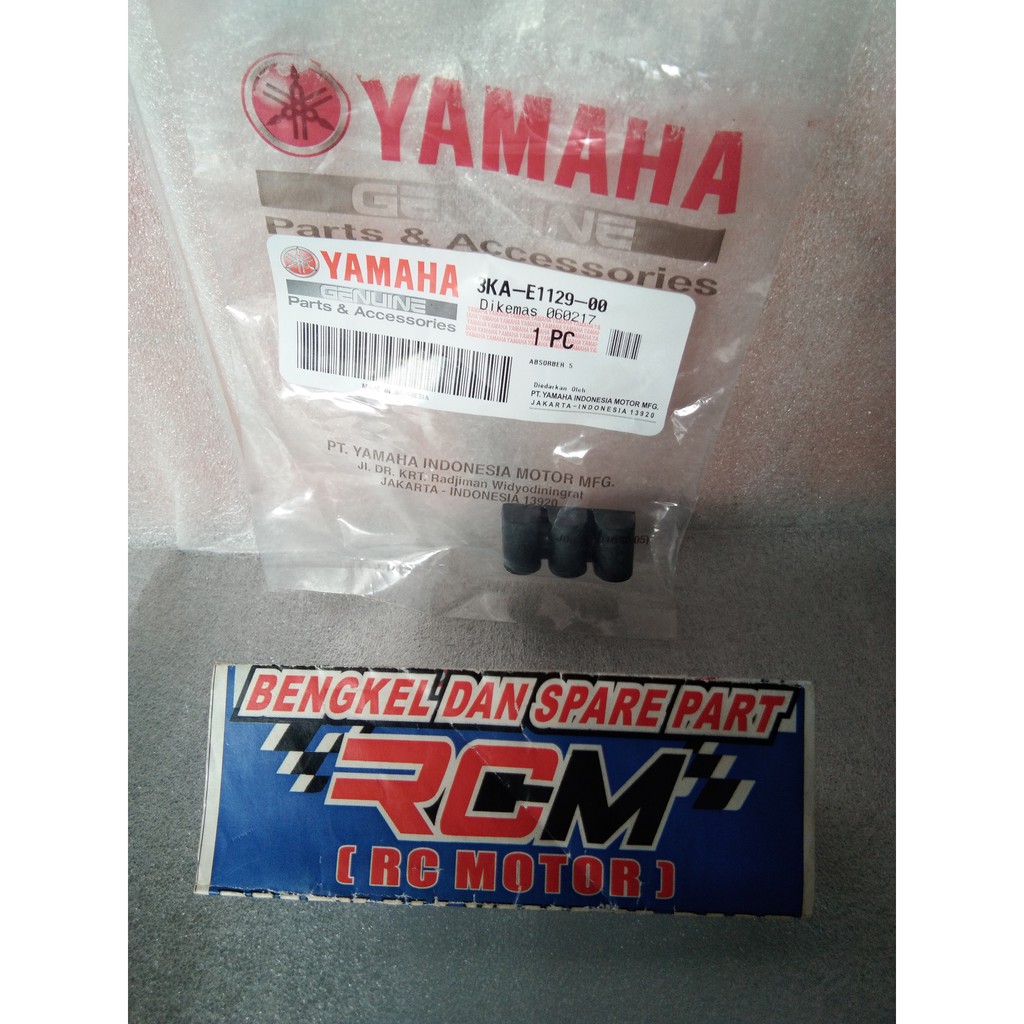 YAMAHA
GENUINE
Parts & Accessories
YAMAHA
GENUINE
Parts & Accessories
3KA-E1129-00
Dikemas 060217
1 PC
ABSORBER 5
Diedarkan Oleh
PT. YAMAHA INDONESIA MOTOR MFG.
JAKARTA-INDONESIA 13920
PT. YAMAHA INDONESIA MOTOR MFG.
Jl. DR. KRT. Radjiman Widyodiningrat
JAKARTA - INDONESIA 13920
BENGKEL DAN SPARE PART
RCM
( RC MOTOR )